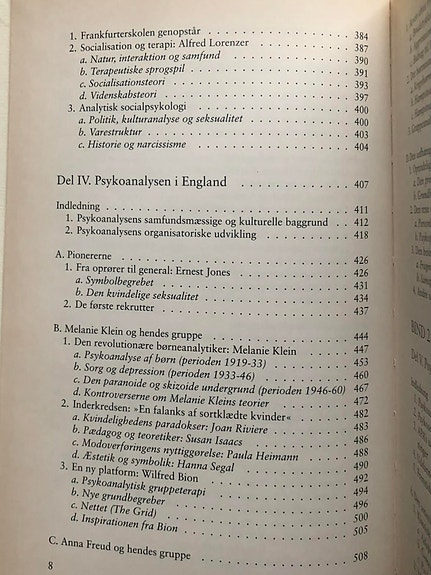 1. Frankfurterskolen genopstår 384
2. Socialisation og terapi: Alfred Lorenzer 387
a. Natur, interaktion og samfund 390
b. Terapeutiske sprogspil 391
c. Socialisationsteori 393
d. Videnskabsteori 397
3. Analytisk socialpsykologi 400
a. Politik, kulturanalyse og seksualitet 400
b. Varestruktur 403
c. Historie og narcissisme 404
Del IV. Psykoanalysen i England 407
Indledning 411
1. Psykoanalysens samfundsmæssige og kulturelle baggrund 412
2. Psykoanalysens organisatoriske udvikling 418
A. Pionererne 426
1. Fra oprører til general: Ernest Jones 426
a. Symbolbegrebet 431
b. Den kvindelige seksualitet 434
2. De første rekrutter 437
B. Melanie Klein og hendes gruppe 444
1. Den revolutionære børneanalytiker: Melanie Klein 447
a. Psykoanalyse af børn (perioden 1919-33) 453
b. Sorg og depression (perioden 1933-46) 460
c. Den paranoide og skizoide undergrund (perioden 1946-60) 467
d. Kontroverserne om Melanie Kleins teorier 472
2. Inderkredsen: »En falanks af sortklædte kvinder« 482
a. Kvindelighedens paradokser: Joan Riviere 483
b. Pædagog og teoretiker: Susan Isaacs 486
c. Modoverføringens nyttiggørelse: Paula Heimann 488
d. Æstetik og symbolik: Hanna Segal 490
3. En ny platform: Wilfred Bion 492
a. Psykoanalytisk gruppeterapi 494
b. Nye grundbegreber 496
c. Nettet (The Grid) 500
d. Inspirationen fra Bion 505
C. Anna Freud og hendes gruppe 508
8